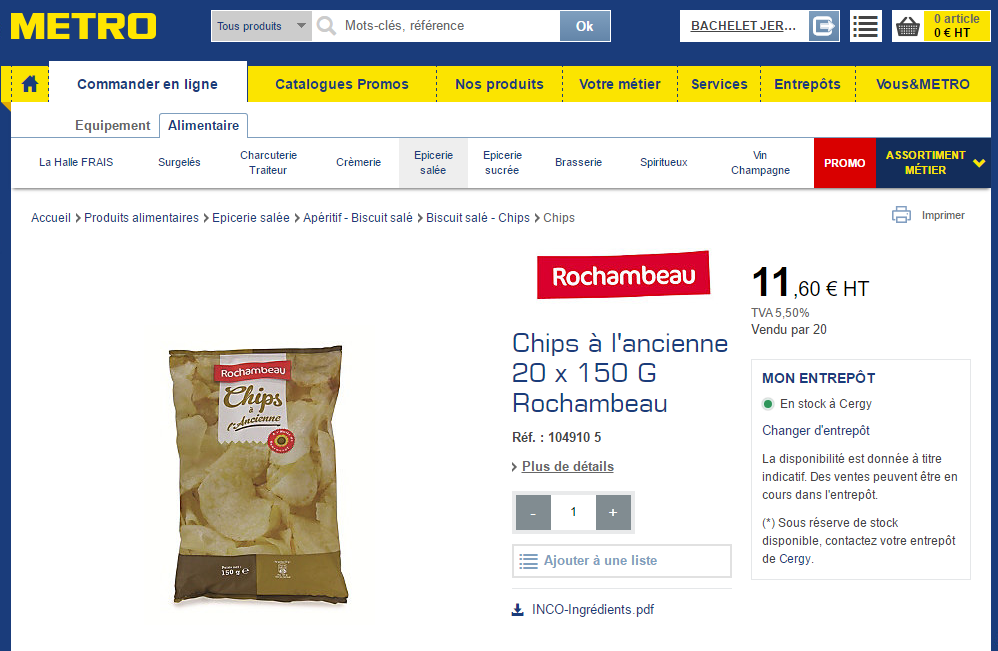 METRO
Tous produits
Mots-clés, référence
Ok
BACHELET JER...
0 article
0 € HT
Commander en ligne
Catalogues Promos
Nos produits
Votre métier
Services
Entrepôts
Vous&METRO
Equipement
Alimentaire
La Halle FRAIS
Surgelés
Charcuterie
Traiteur
Crèmerie
Epicerie
salée
Epicerie
sucrée
Brasserie
Spiritueux
Vin
Champagne
PROMO
ASSORTIMENT
MÉTIER
Accueil > Produits alimentaires > Epicerie salée > Apéritif - Biscuit salé > Biscuit salé - Chips > Chips
Imprimer
Rochambeau
Chips
à
l'Ancienne
150 g e
Rochambeau
Chips à l'ancienne
20 x 150 G
Rochambeau
Réf. : 104910 5
> Plus de détails
- 1 +
Ajouter à une liste
INCO-Ingrédients.pdf
11,60 € HT
TVA 5,50%
Vendu par 20
MON ENTREPÔT
En stock à Cergy
Changer d'entrepôt
La disponibilité est donnée à titre
indicatif. Des ventes peuvent être en
cours dans l'entrepôt.
(*) Sous réserve de stock
disponible, contactez votre entrepôt
de Cergy.